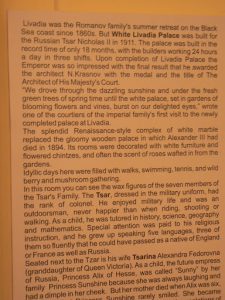 Livadia was the Romanov family's summer retreat on the Black
Sea coast since 1860s. But White Livadia Palace was built for
the Russian Tsar Nicholas II in 1911. The palace was built in the
record time of only 18 months, with the builders working 24 hours
a day in three shifts. Upon completion of Livadia Palace the
Emperor was so impressed with the final result that he awarded
the architect N.Krasnov with the medal and the title of The
Architect of His Majesty's Court.
"We drove through the dazzling sunshine and under the fresh
green trees of spring time until the white palace, set in gardens of
blooming flowers and vines, burst on our delighted eyes." wrote
one of the courtiers of the imperial family's first visit to the newly
completed palace at Livadia.
The splendid Renaissance-style complex of white marble
replaced the gloomy wooden palace in which Alexander III had
died in 1894. Its rooms were decorated with white furniture and
flowered chintzes, and often the scent of roses wafted in from the
gardens.
Idyllic days here were filled with walks, swimming, tennis, and wild
berry and mushroom gathering.
In this room you can see the wax figures of the seven members of
the Tsar's Family. The Tsar, dressed in the military uniform, had
the rank of colonel. He enjoyed military life and was an
outdoorsman, never happier than when riding, shooting or
walking. As a child, he was tutored in history, science, geography
and mathematics. Special attention was paid to his religious
instruction, and he grew up speaking five languages, three of
them so fluently that he could have passed as a native of England
or France as well as Russia.
Seated next to the Tsar is his wife Tsarina Alexandra Fedorovna
(granddaughter of Queen Victoria). As a child, the future empress
of Russia, Princess Alix of Hesse, was called 'Sunny' by her
family Princess Sunshine because she was always laughing and
had a dimple in her cheek. But her mother died when Alix was six,
Sunshine rarely smiled. She became